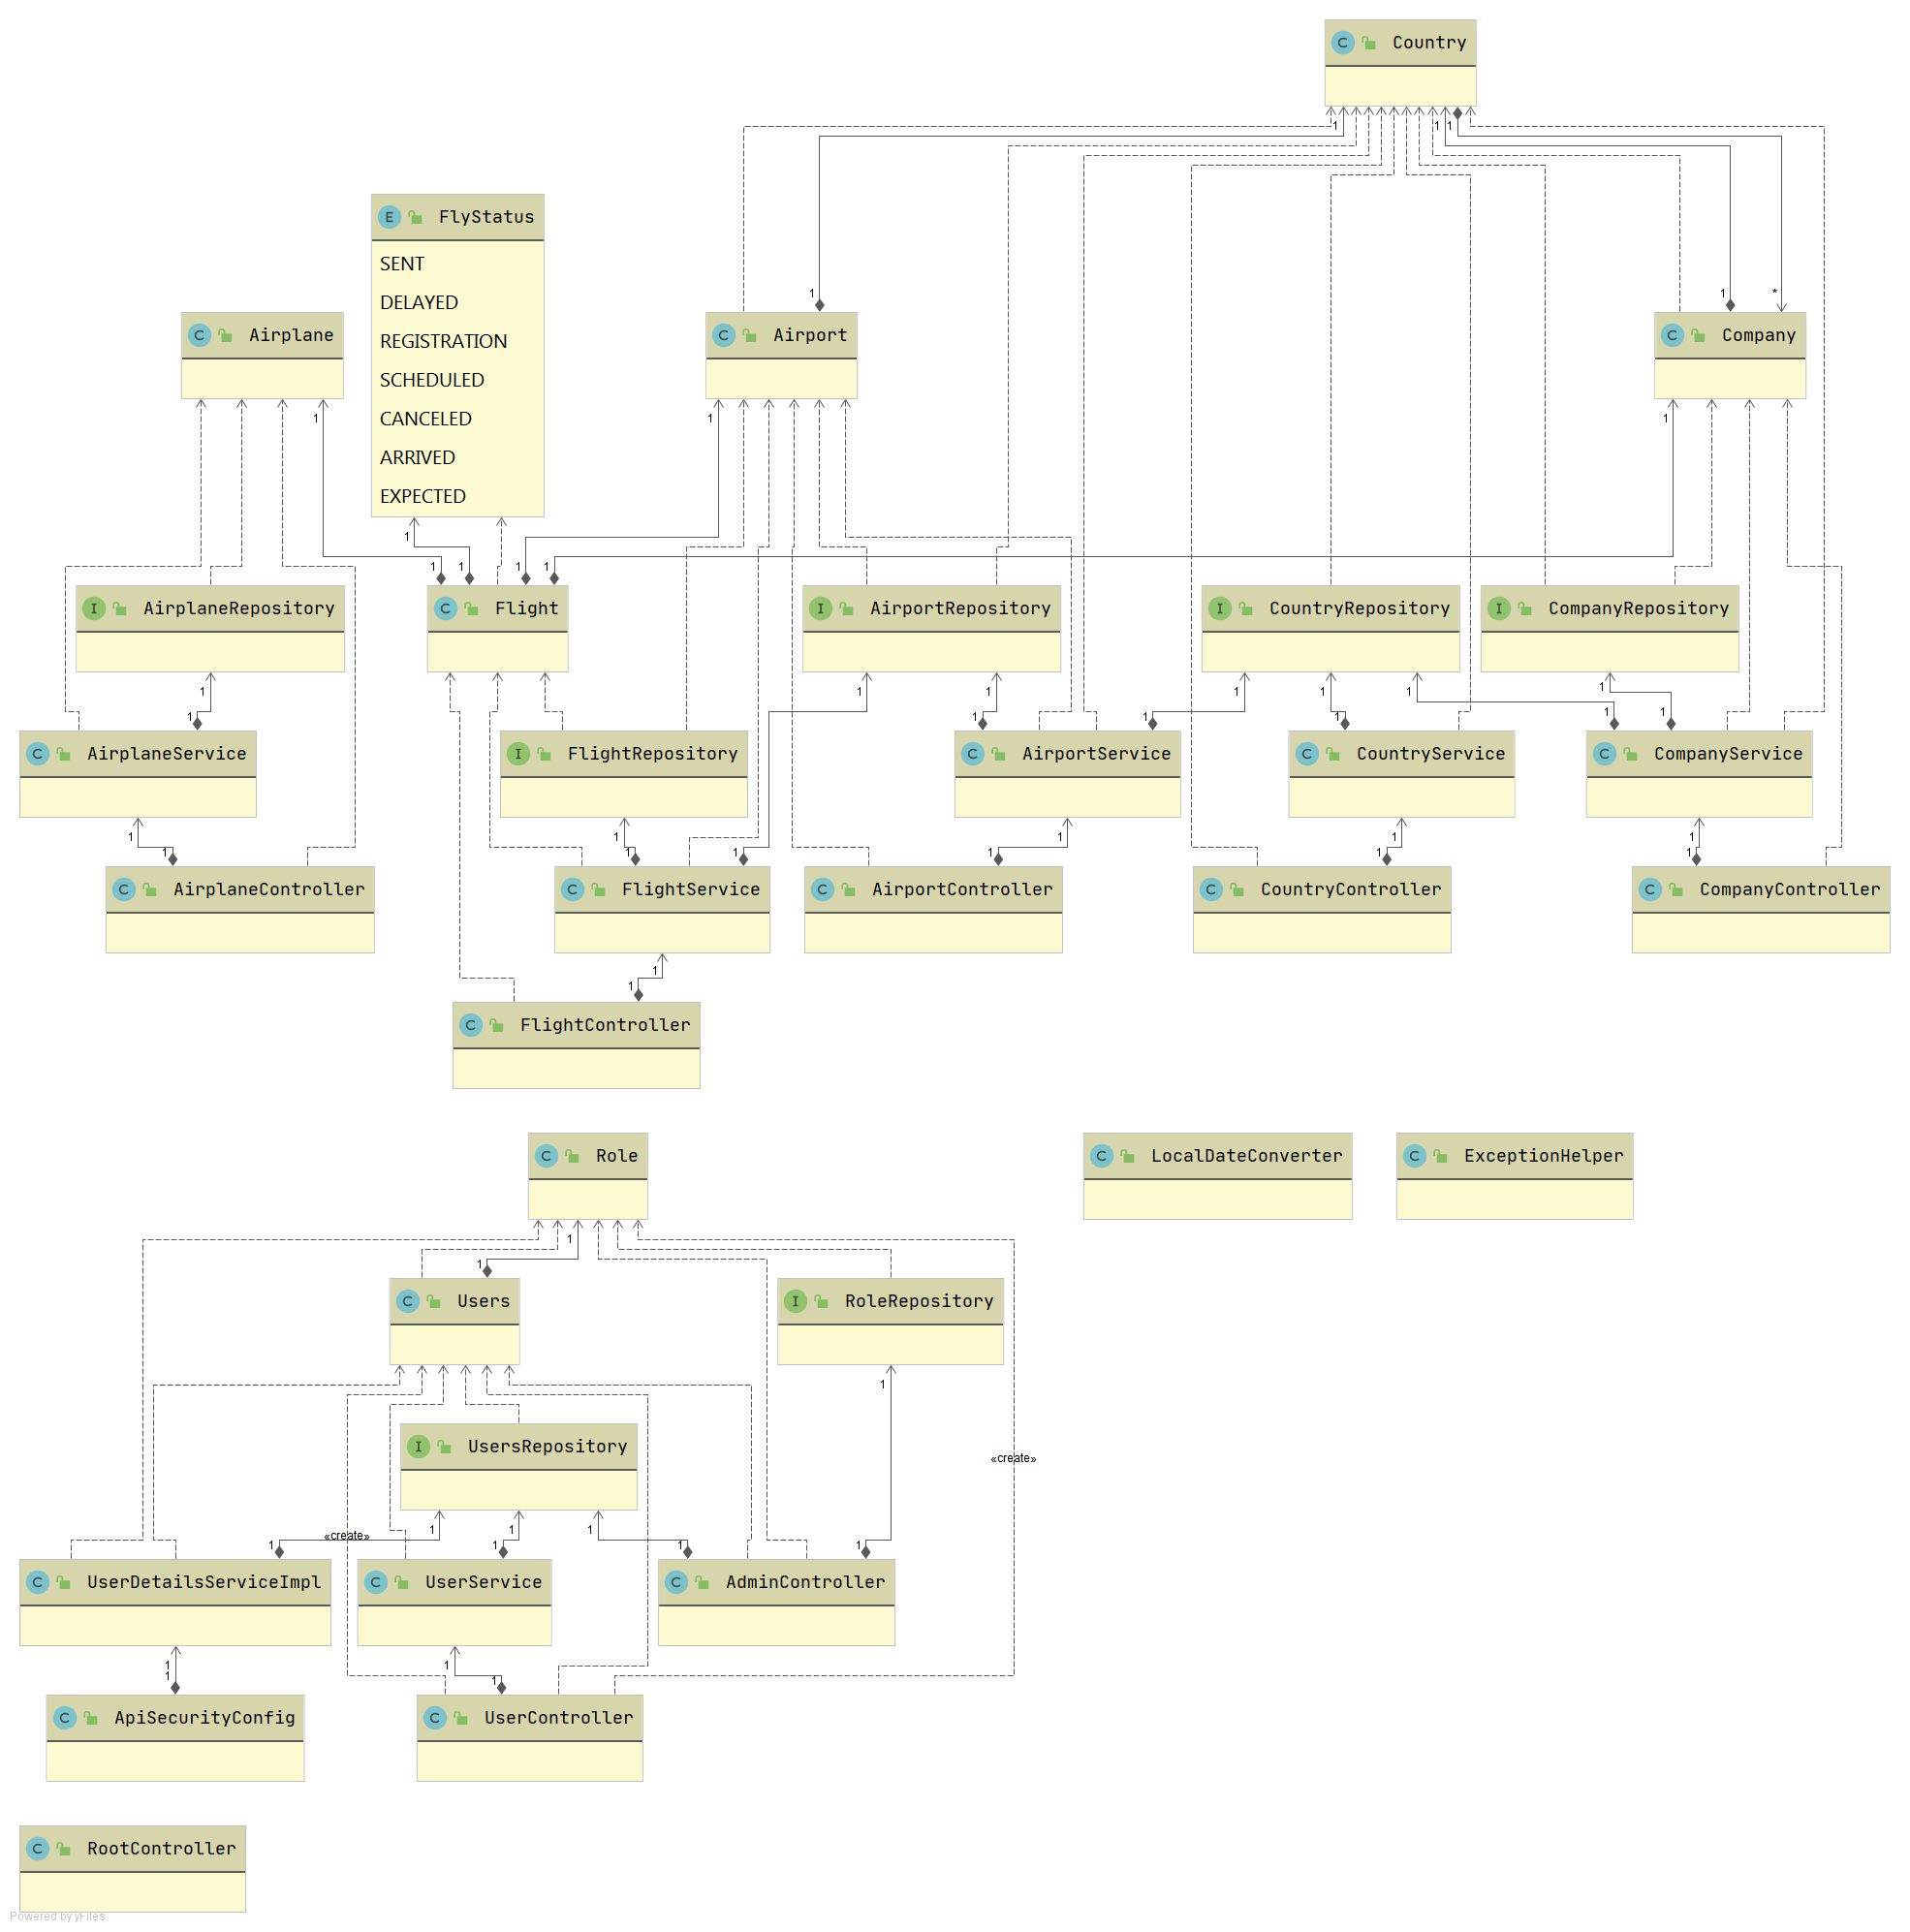 C Country
1 1 1
E FlyStatus
SENT
DELAYED
REGISTRATION
SCHEDULED
CANCELED
ARRIVED
EXPECTED
1 1 *
C Airplane
C Airport
C Company
1 1 1
1
1 1 1 1
I AirplaneRepository
C Flight
I AirportRepository
I CountryRepository
I CompanyRepository
1 1 1 1 1 1 1
1 1 1 1 1 1
C AirplaneService
I FlightRepository
C AirportService
C CountryService
C CompanyService
1 1 1 1 1
1 1 1 1 1 1
C AirplaneController
C FlightService
C AirportController
C CountryController
C CompanyController
1
1
C FlightController
C Role
C LocalDateConverter
C ExceptionHelper
1
1
C Users
I RoleRepository
1
I UsersRepository
«create»
1 1 1
«create»
1 1 1 1
C UserDetailsServiceImpl
C UserService
C AdminController
1 1
1 1
C ApiSecurityConfig
C UserController
C RootController
Powered by yFiles